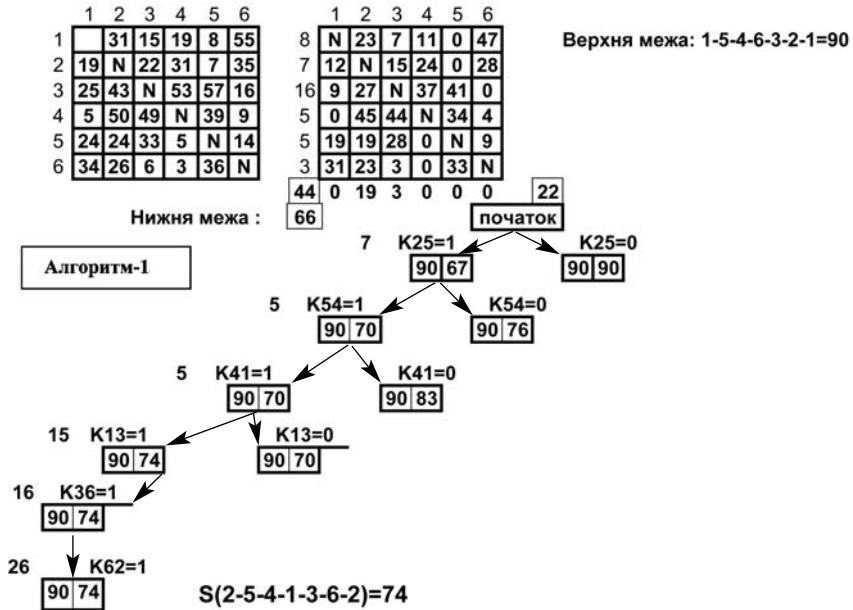 1 2 3 4 5 6 1 2 3 4 5 6
1 31 15 19 8 55 8 N 23 7 11 0 47 Верхня межа: 1-5-4-6-3-2-1=90
2 19 N 22 31 7 35 7 12 N 15 24 0 28
3 25 43 N 53 57 16 16 9 27 N 37 41 0
4 5 50 49 N 39 9 5 0 45 44 N 34 4
5 24 24 33 5 N 14 5 19 19 28 0 N 9
6 34 26 6 3 36 N 3 31 23 3 0 33 N
44 0 19 3 0 0 0 22
Нижня межа : 66 початок
7 K25=1 K25=0
Алгоритм-1 90 67 90 90
5 K54=1 K54=0
90 70 90 76
5 K41=1 K41=0
90 70 90 83
15 K13=1 K13=0
90 74 90 70
16 K36=1
90 74
26 K62=1
90 74 S(2-5-4-1-3-6-2)=74